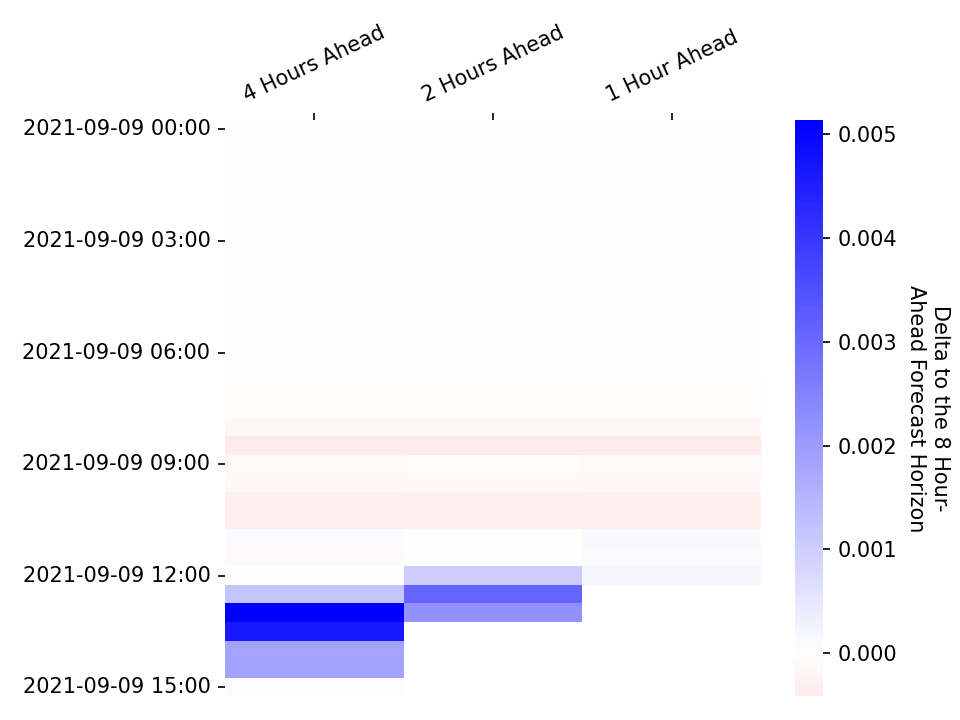 4 Hours Ahead
2 Hours Ahead
1 Hour Ahead
2021-09-09 00:00
2021-09-09 03:00
2021-09-09 06:00
2021-09-09 09:00
2021-09-09 12:00
2021-09-09 15:00
0.005
0.004
0.003
0.002
0.001
0.000
Delta to the 8 Hour-
Ahead Forecast Horizon